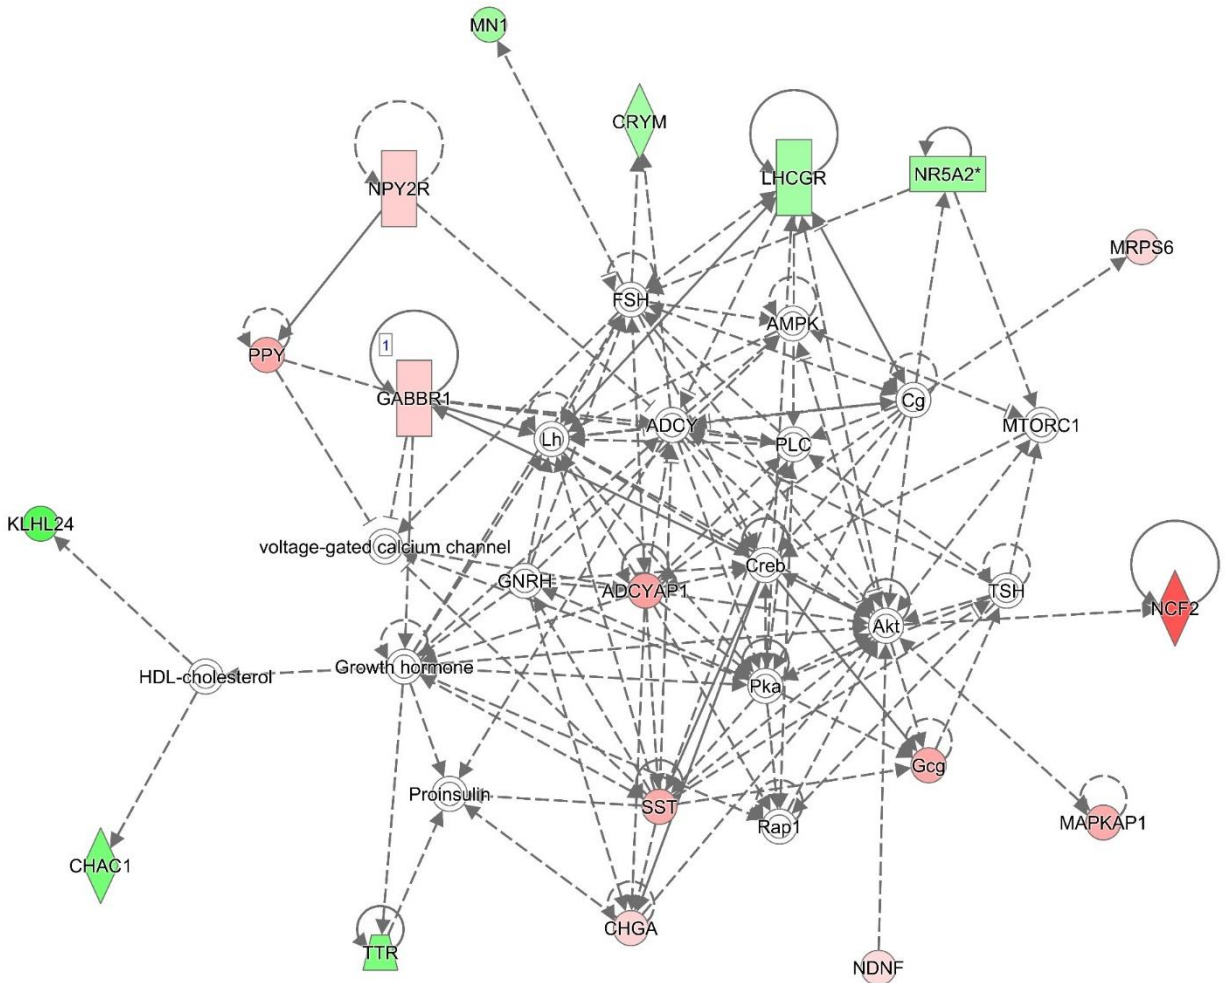 MN1
CRYM
LHCGR
NR5A2*
NPY2R
MRPS6
FSH
AMPK
1
PPY
GABBR1
Cg
Lh
ADCY
PLC
MTORC1
KLHL24
voltage-gated calcium channel
GNRH
ADCYAP1
Creb
TSH
Akt
NCF2
HDL-cholesterol
Growth hormone
Pka
Gcg
Proinsulin
SST
Rap1
MAPKAP1
CHAC1
CHGA
TTR
NDNF